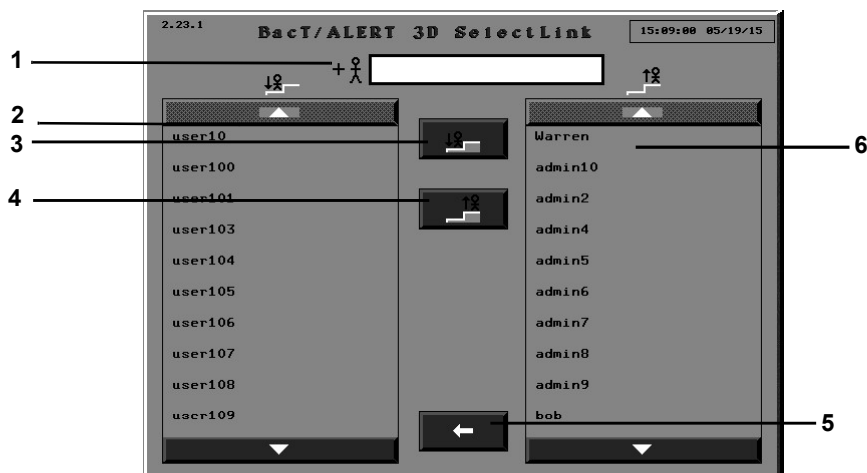 2.23.1 BacT/ALERT 3D SelectLink 15:09:00 05/19/15
1
2
3
4
5
6
user10
user100
user101
user103
user104
user105
user106
user107
user108
user109
Warren
admin10
admin2
admin4
admin5
admin6
admin7
admin8
admin9
bob